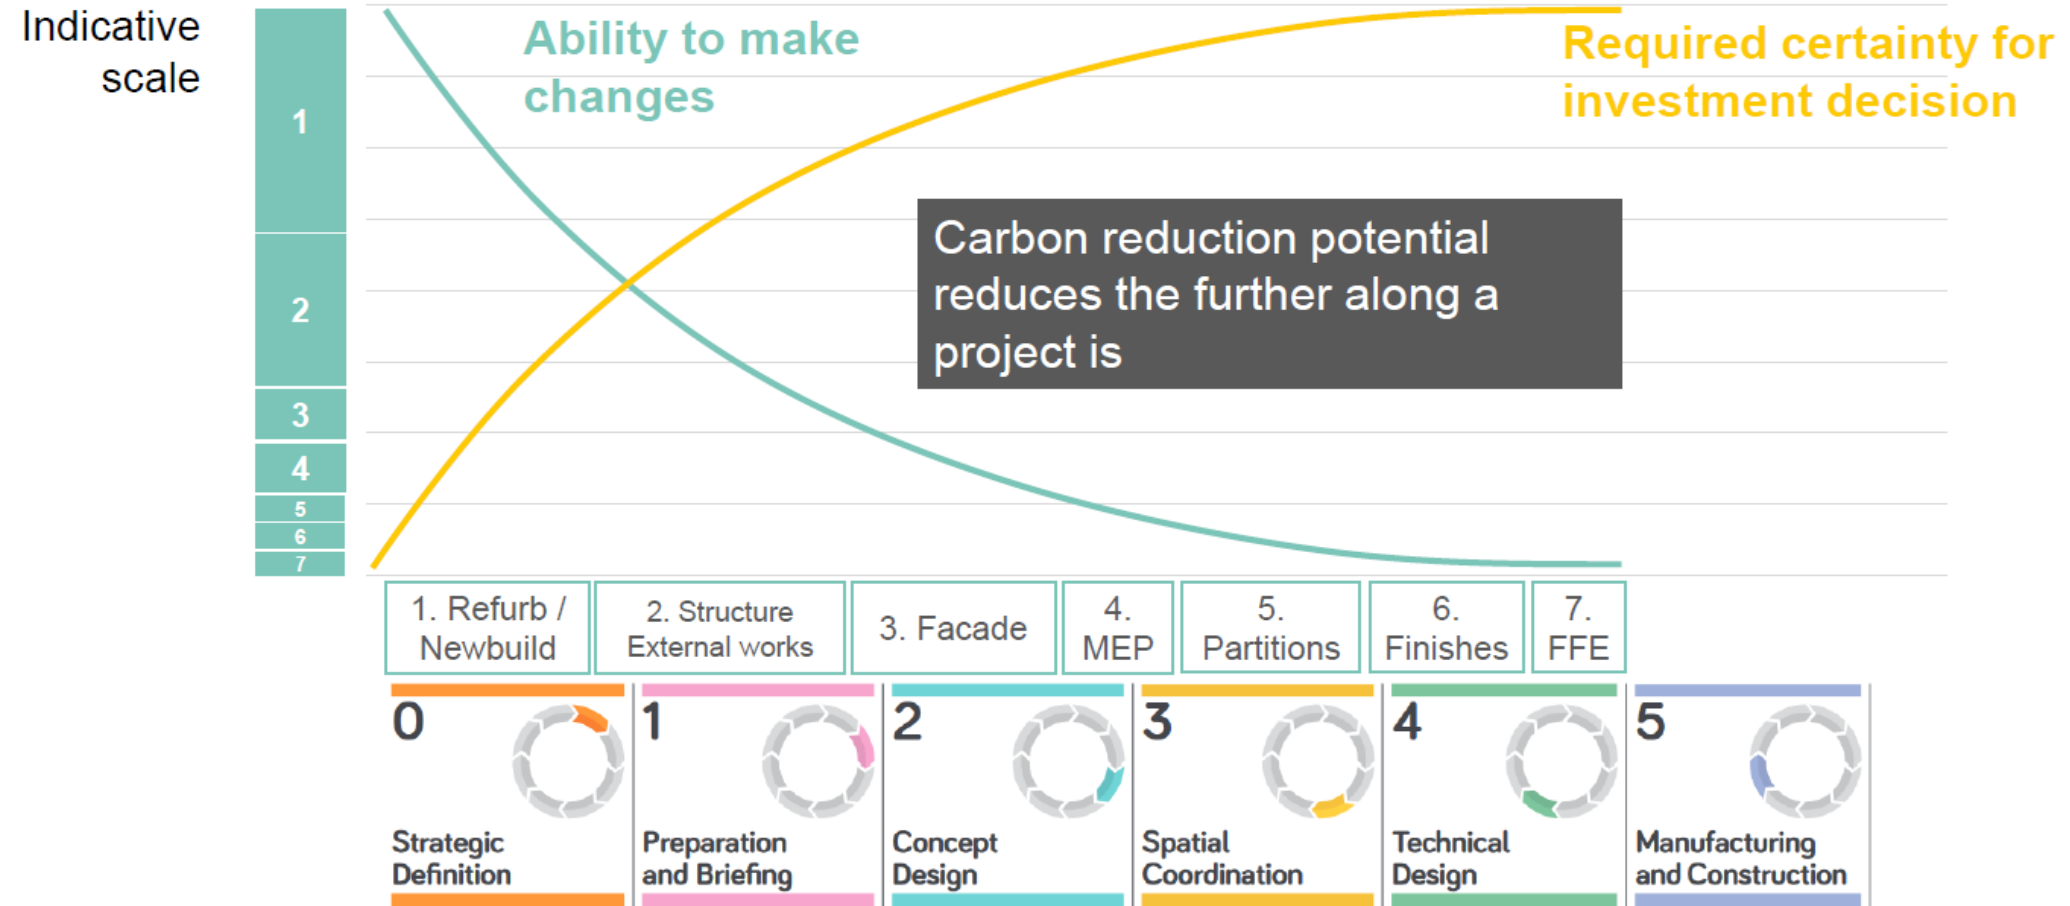 Indicative
scale
1
2
3
4
5
6
7
Ability to make
changes
Required certainty for
investment decision
Carbon reduction potential
reduces the further along a
project is
1. Refurb /
Newbuild
2. Structure
External works
3. Facade
4.
MEP
5.
Partitions
6.
Finishes
7.
FFE
0
Strategic
Definition
1
Preparation
and Briefing
2
Concept
Design
3
Spatial
Coordination
4
Technical
Design
5
Manufacturing
and Construction